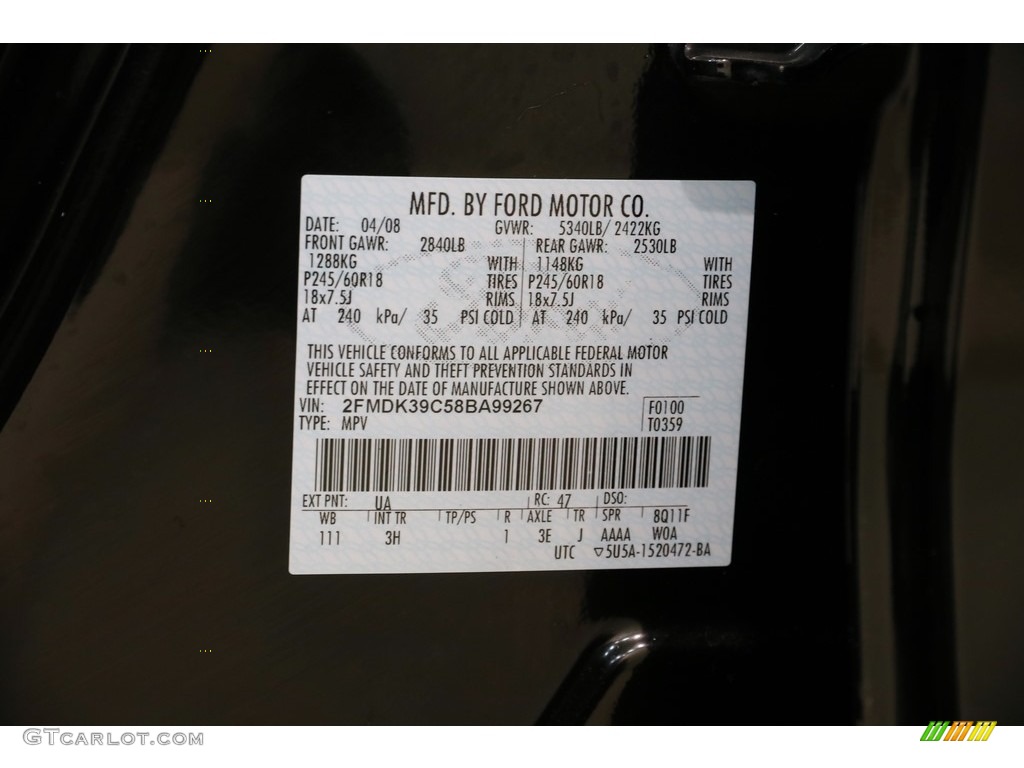 MFD. BY FORD MOTOR CO.
DATE: 04/08 GVWR: 5340LB/ 2422KG
FRONT GAWR: 2840LB REAR GAWR: 2530LB
1288KG WITH 1148KG WITH
P245/60R18 TIRES P245/60R18 TIRES
18x7.5J RIMS 18x7.5J RIMS
AT 240 kPa/ 35 PSI COLD AT 240 kPa/ 35 PSI COLD
THIS VEHICLE CONFORMS TO ALL APPLICABLE FEDERAL MOTOR
VEHICLE SAFETY AND THEFT PREVENTION STANDARDS IN
EFFECT ON THE DATE OF MANUFACTURE SHOWN ABOVE.
VIN: 2FMDK39C58BA99267 F0100
TYPE: MPV T0359
EXT PNT: UA RC: 47 DSO:
WB INT TR TP/PS R AXLE TR SPR 8Q11F
111 3H 1 3E J AAAA WOA
UTC ▽5U5A-1520472-BA
GTCARLOT.COM